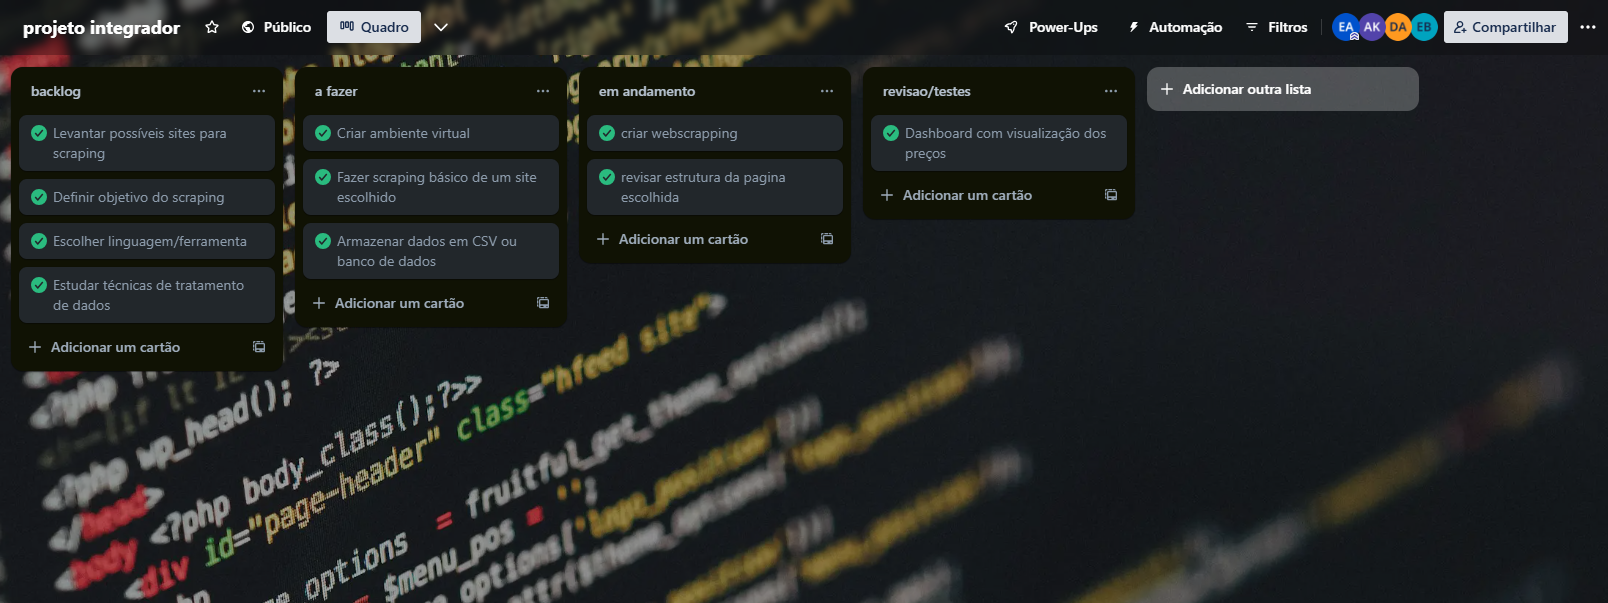 projeto integrador
Público
Quadro
Power-Ups
Automação
Filtros
EA
AK
DA
EB
Compartilhar
backlog
Levantar possíveis sites para
scraping
Definir objetivo do scraping
Escolher linguagem/ferramenta
Estudar técnicas de tratamento
de dados
Adicionar um cartão
a fazer
Criar ambiente virtual
Fazer scraping básico de um site
escolhido
Armazenar dados em CSV ou
banco de dados
Adicionar um cartão
em andamento
criar webscrapping
revisar estrutura da pagina
escolhida
Adicionar um cartão
revisao/testes
Dashboard com visualização dos
preços
Adicionar um cartão
Adicionar outra lista
<?php wp_head(); ?>
</head>
<body <?php body_class();?>>
<div id="page-header" class="hfeed site">
options = fruitful_get_theme_options();
$menu_pos = '';